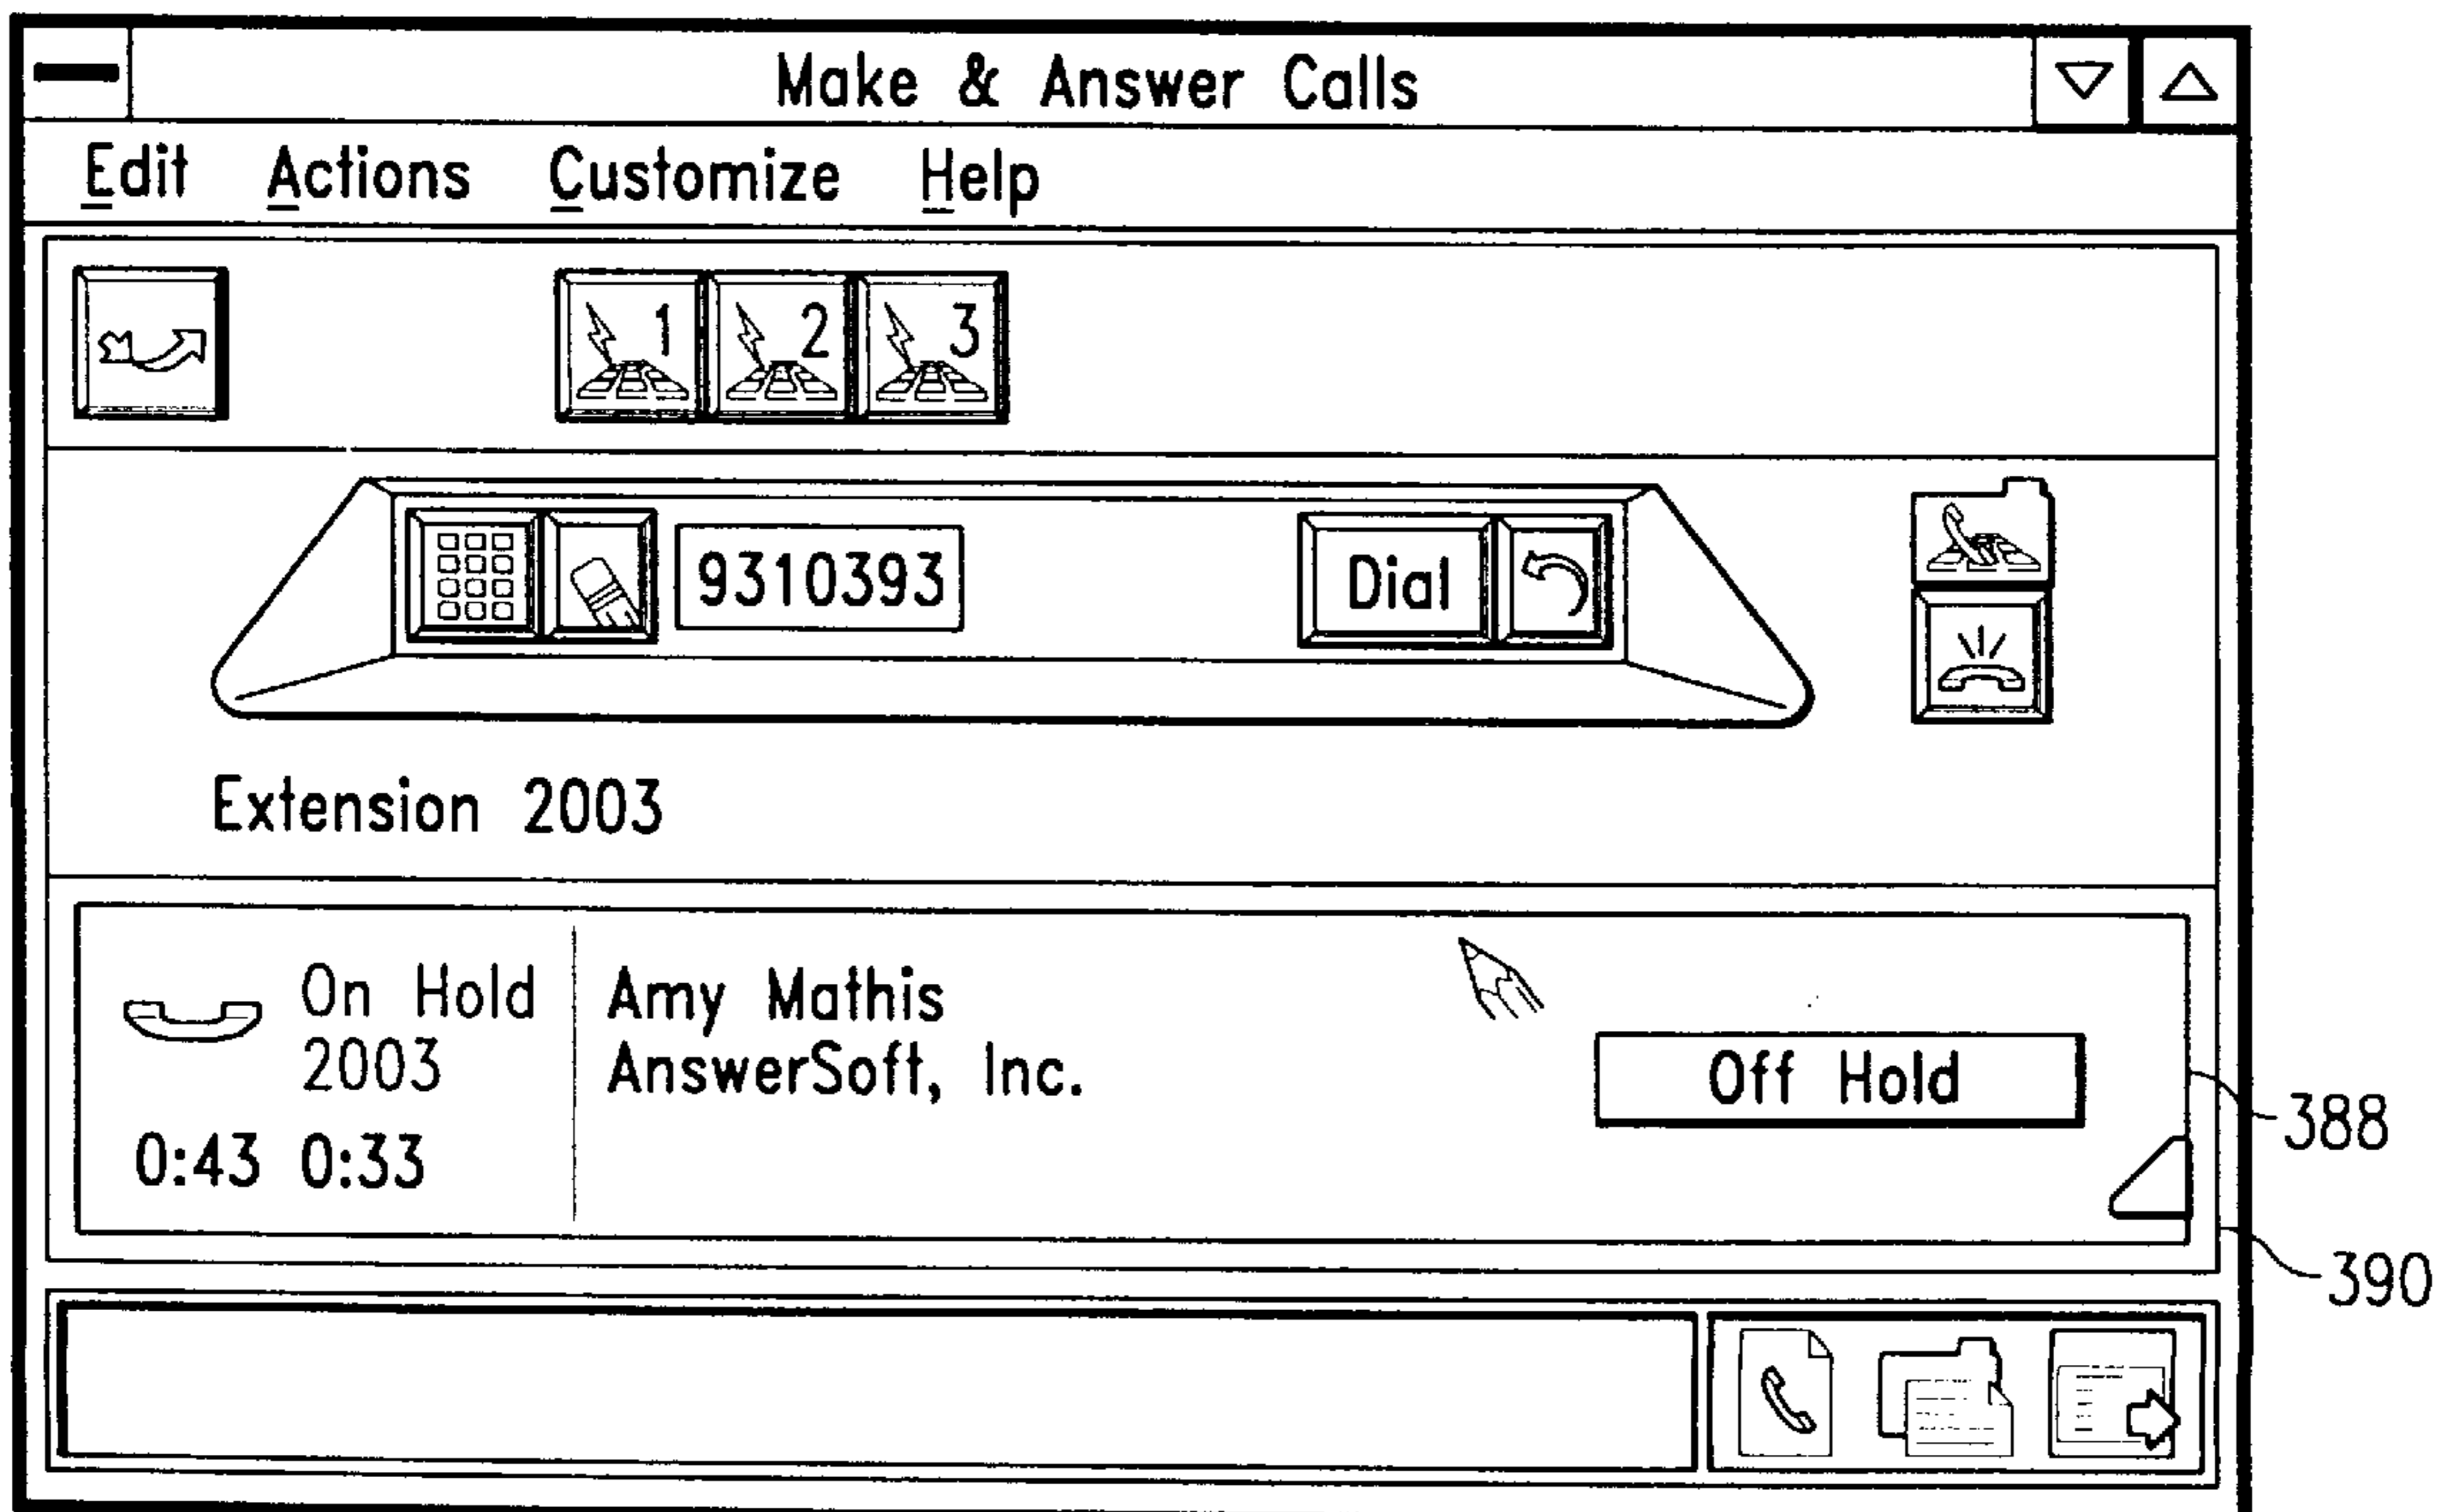 Make & Answer Calls
Edit Actions Customize Help
1 2 3
9310393 Dial
Extension 2003
On Hold
2003
0:43 0:33
Amy Mathis
AnswerSoft, Inc.
Off Hold
388
390